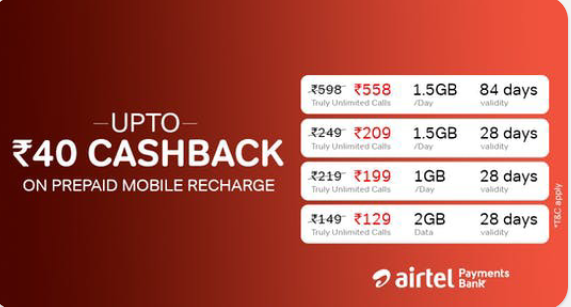 UPTO
₹40 CASHBACK
ON PREPAID MOBILE RECHARGE
₹598 ₹558 1.5GB 84 days
Truly Unlimited Calls /Day validity
₹249 ₹209 1.5GB 28 days
Truly Unlimited Calls /Day validity
₹219 ₹199 1GB 28 days
Truly Unlimited Calls /Day validity
₹149 ₹129 2GB 28 days
Truly Unlimited Calls Data validity
*T&C apply
airtel Payments
Bank